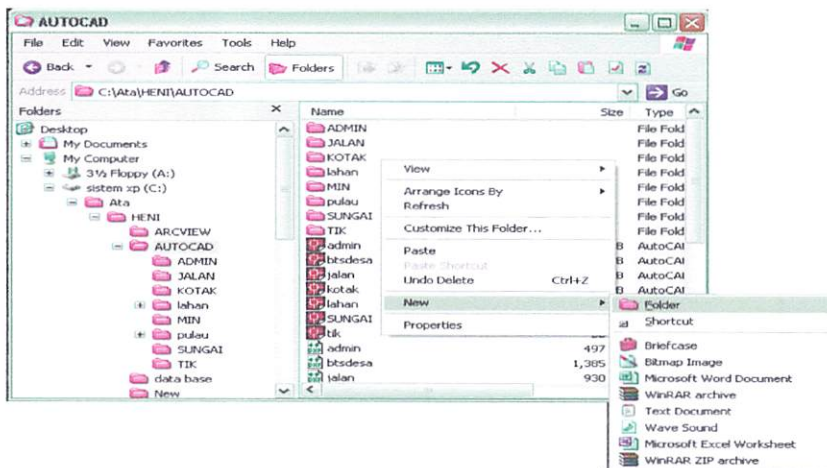 AUTOCAD
File Edit View Favorites Tools Help
Back Search Folders
Address C:\Ata\HENI\AUTOCAD Go
Folders
Desktop
My Documents
My Computer
3½ Floppy (A:)
sistem xp (C:)
Ata
HENI
ARCVIEW
AUTOCAD
ADMIN
JALAN
KOTAK
lahan
MIN
pulau
SUNGAI
TIK
data base
New
Name Size Type
ADMIN File Fold
JALAN File Fold
KOTAK File Fold
lahan File Fold
MIN File Fold
pulau File Fold
SUNGAI File Fold
TIK File Fold
admin B AutoCAI
btsdesa B AutoCAI
jalan B AutoCAI
kotak B AutoCAI
lahan B AutoCAI
SUNGAI B AutoCAI
tik
admin 497
btsdesa 1,385
jalan 930
View
Arrange Icons By
Refresh
Customize This Folder...
Paste
Paste Shortcut
Undo Delete Ctrl+Z
New
Properties
Folder
Shortcut
Briefcase
Bitmap Image
Microsoft Word Document
WinRAR archive
Text Document
Wave Sound
Microsoft Excel Worksheet
WinRAR ZIP archive